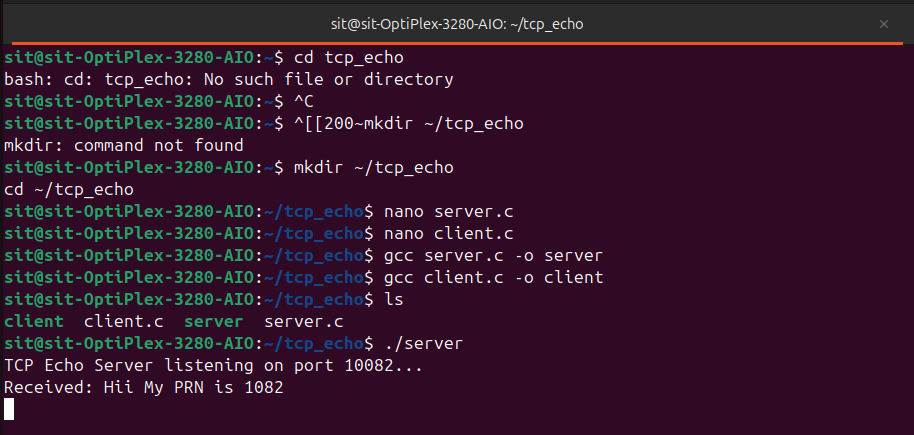 sit@sit-OptiPlex-3280-AIO: ~/tcp_echo
sit@sit-OptiPlex-3280-AIO:~$ cd tcp_echo
bash: cd: tcp_echo: No such file or directory
sit@sit-OptiPlex-3280-AIO:~$ ^C
sit@sit-OptiPlex-3280-AIO:~$ ^[[200~mkdir ~/tcp_echo
mkdir: command not found
sit@sit-OptiPlex-3280-AIO:~$ mkdir ~/tcp_echo
cd ~/tcp_echo
sit@sit-OptiPlex-3280-AIO:~/tcp_echo$ nano server.c
sit@sit-OptiPlex-3280-AIO:~/tcp_echo$ nano client.c
sit@sit-OptiPlex-3280-AIO:~/tcp_echo$ gcc server.c -o server
sit@sit-OptiPlex-3280-AIO:~/tcp_echo$ gcc client.c -o client
sit@sit-OptiPlex-3280-AIO:~/tcp_echo$ ls
client  client.c  server  server.c
sit@sit-OptiPlex-3280-AIO:~/tcp_echo$ ./server
TCP Echo Server listening on port 10082...
Received: Hii My PRN is 1082